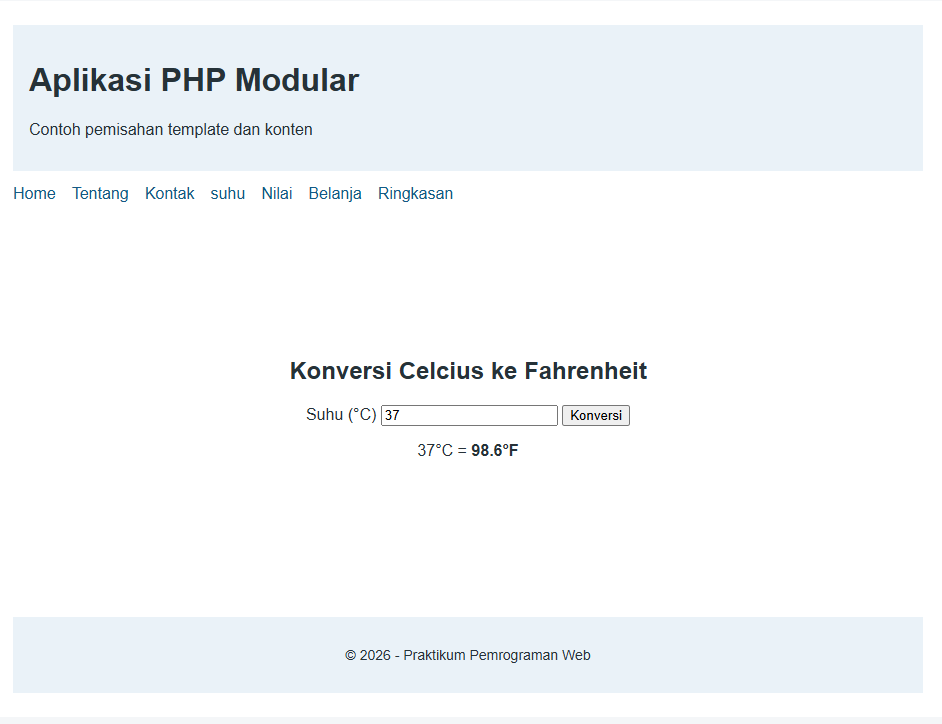 Aplikasi PHP Modular
Contoh pemisahan template dan konten
Home Tentang Kontak suhu Nilai Belanja Ringkasan
Konversi Celcius ke Fahrenheit
Suhu (°C) 37 Konversi
37°C = 98.6°F
© 2026 - Praktikum Pemrograman Web